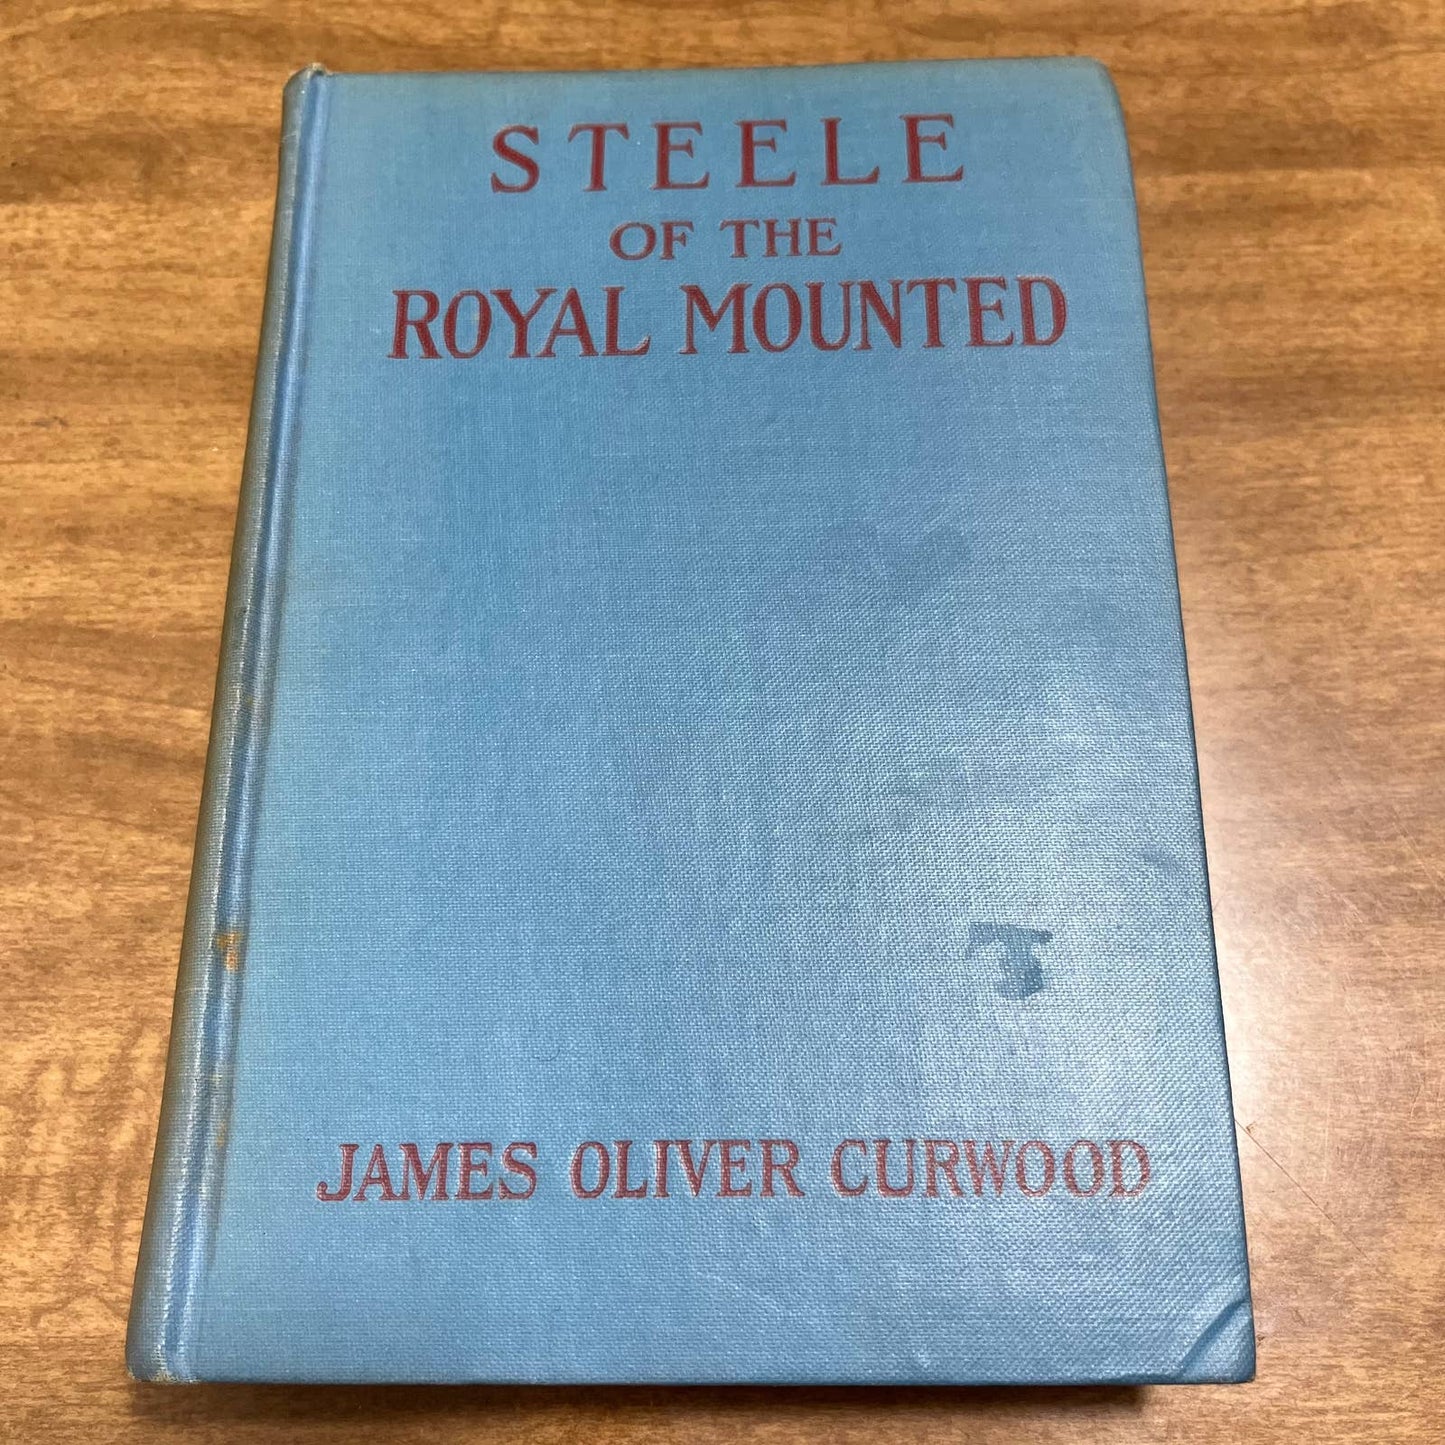 STEELE
OF THE
ROYAL MOUNTED
JAMES OLIVER CURWOOD